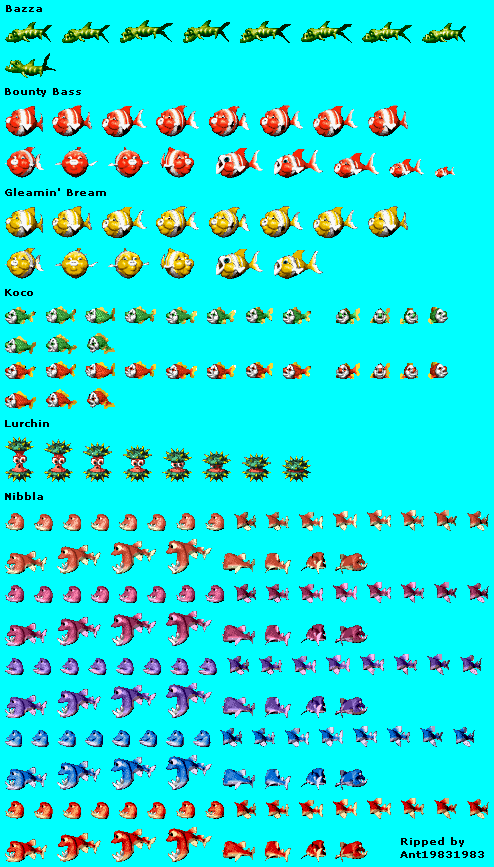 Bazza
Bounty Bass
Gleamin' Bream
Koco
Lurchin
Nibbla
Ripped by
Ant19831983